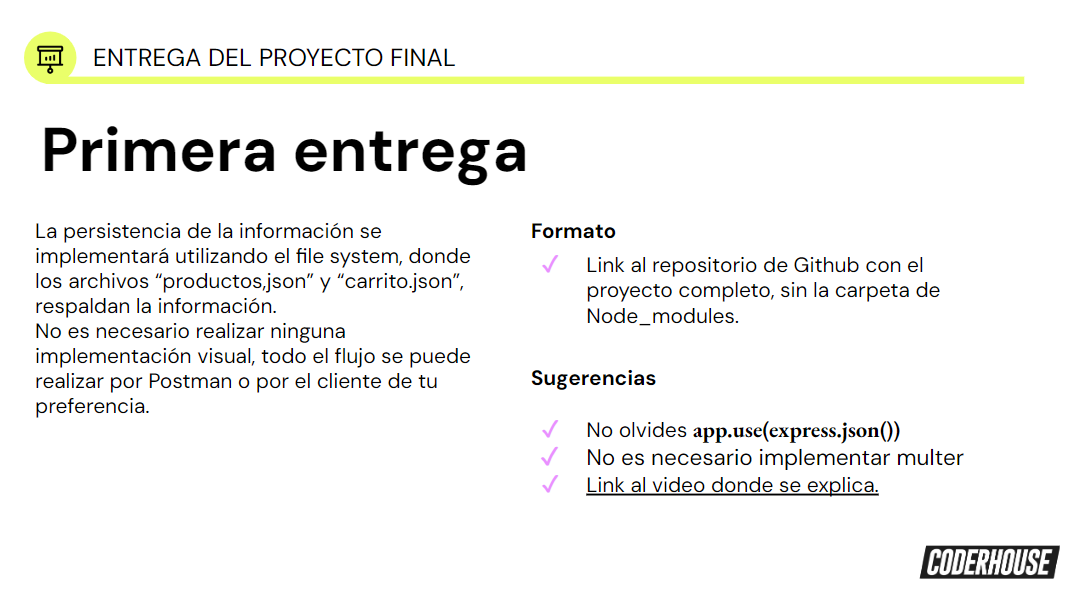 ENTREGA DEL PROYECTO FINAL
Primera entrega
La persistencia de la información se
implementará utilizando el file system, donde
los archivos “productos,json” y “carrito.json”,
respaldan la información.
No es necesario realizar ninguna
implementación visual, todo el flujo se puede
realizar por Postman o por el cliente de tu
preferencia.
Formato
✓ Link al repositorio de Github con el
proyecto completo, sin la carpeta de
Node_modules.
Sugerencias
✓ No olvides app.use(express.json())
✓ No es necesario implementar multer
✓ Link al video donde se explica.
CODERHOUSE